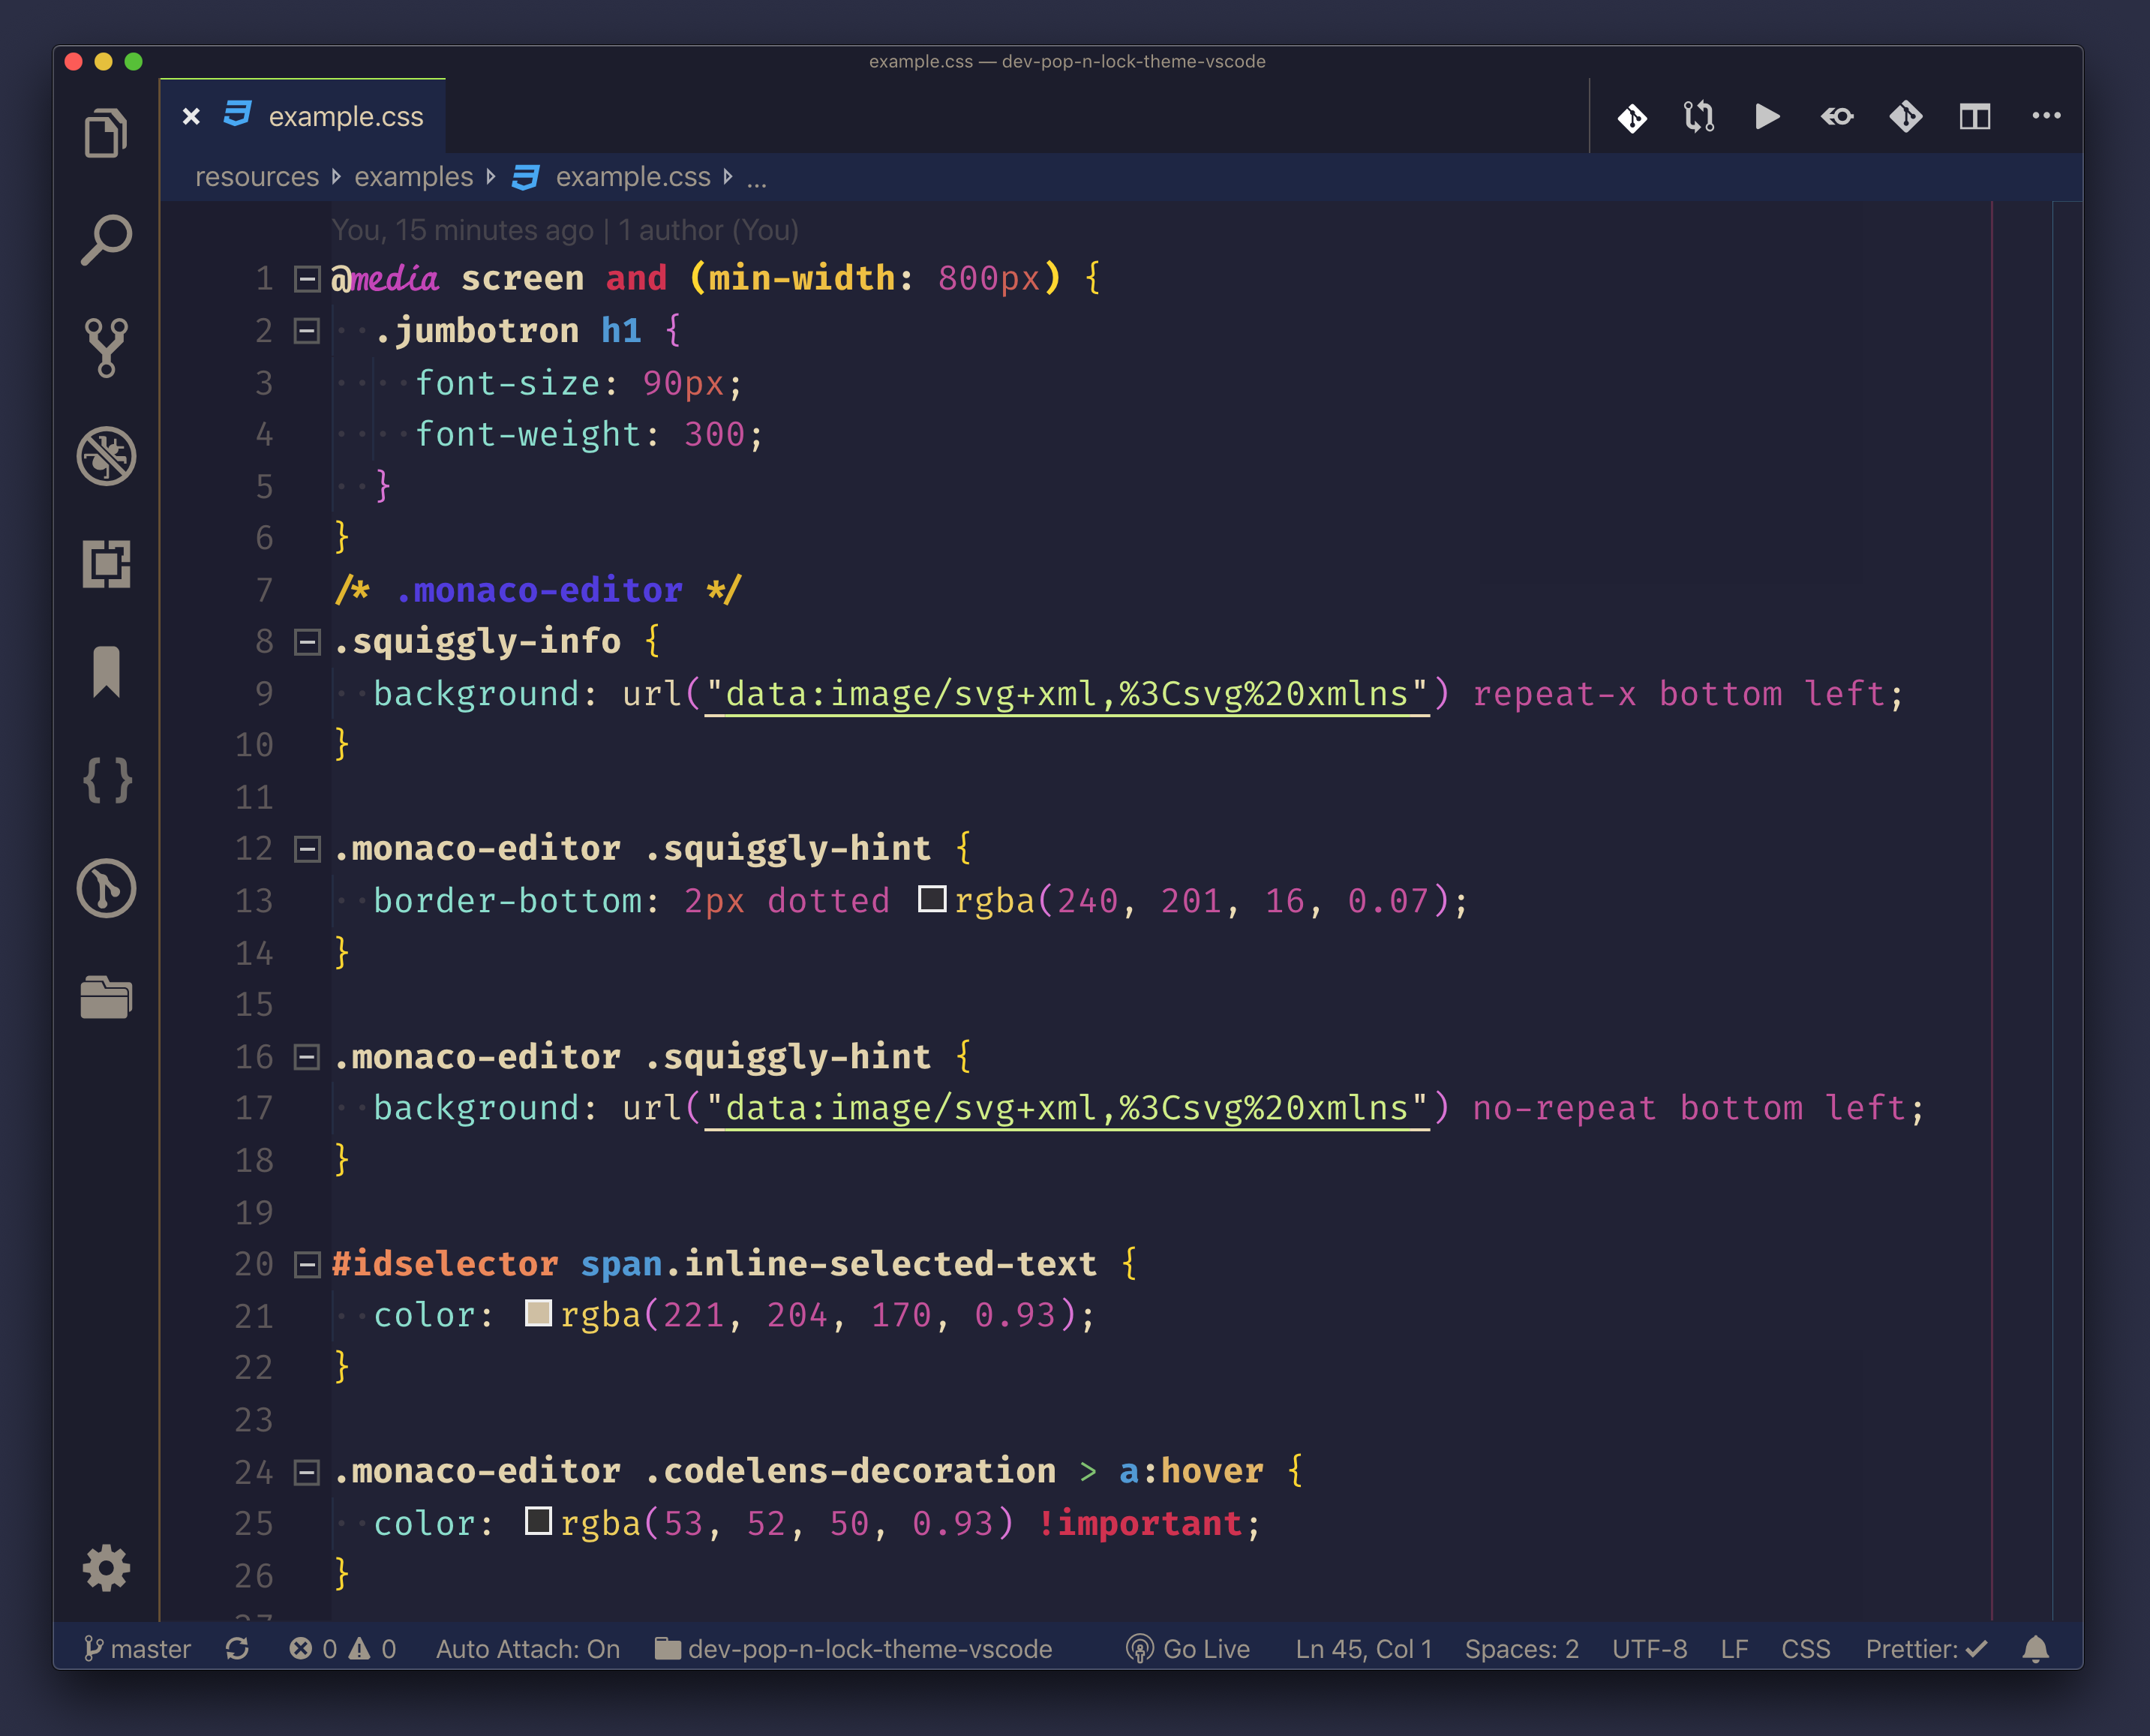 example.css — dev-pop-n-lock-theme-vscode
example.css
resources examples example.css ...
You, 15 minutes ago | 1 author (You)
1 @media screen and (min-width: 800px) {
2 .jumbotron h1 {
3 font-size: 90px;
4 font-weight: 300;
5 }
6 }
7 /* .monaco-editor */
8 .squiggly-info {
9 background: url("data:image/svg+xml,%3Csvg%20xmlns") repeat-x bottom left;
10 }
11
12 .monaco-editor .squiggly-hint {
13 border-bottom: 2px dotted rgba(240, 201, 16, 0.07);
14 }
15
16 .monaco-editor .squiggly-hint {
17 background: url("data:image/svg+xml,%3Csvg%20xmlns") no-repeat bottom left;
18 }
19
20 #idselector span.inline-selected-text {
21 color: rgba(221, 204, 170, 0.93);
22 }
23
24 .monaco-editor .codelens-decoration > a:hover {
25 color: rgba(53, 52, 50, 0.93) !important;
26 }
master 0 0 Auto Attach: On dev-pop-n-lock-theme-vscode Go Live Ln 45, Col 1 Spaces: 2 UTF-8 LF CSS Prettier: